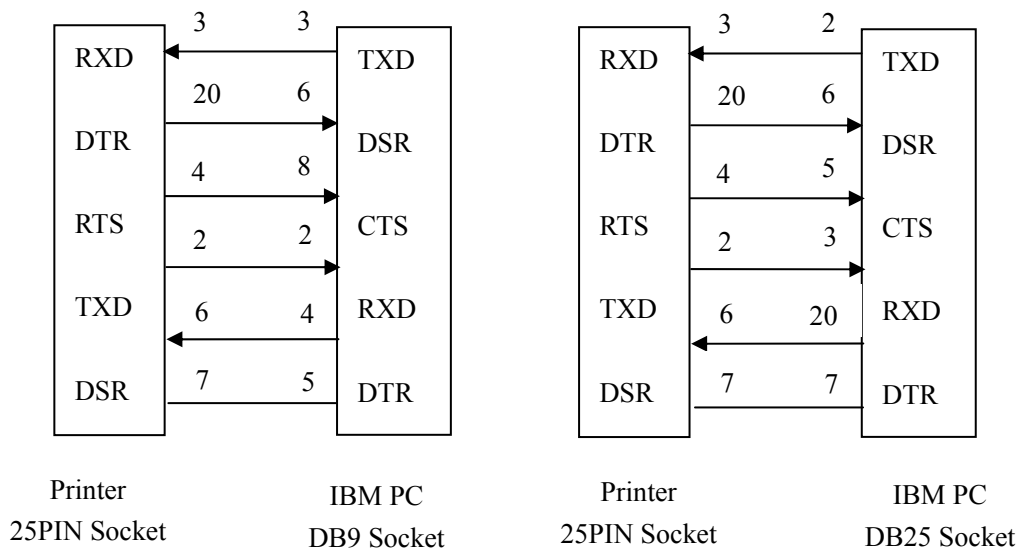 3 3
RXD TXD
20 6
DTR DSR
4 8
RTS CTS
2 2
TXD RXD
6 4
DSR DTR
7 5
Printer
25PIN Socket
IBM PC
DB9 Socket
3 2
RXD TXD
20 6
DTR DSR
4 5
RTS CTS
2 3
TXD RXD
6 20
DSR DTR
7 7
Printer
25PIN Socket
IBM PC
DB25 Socket